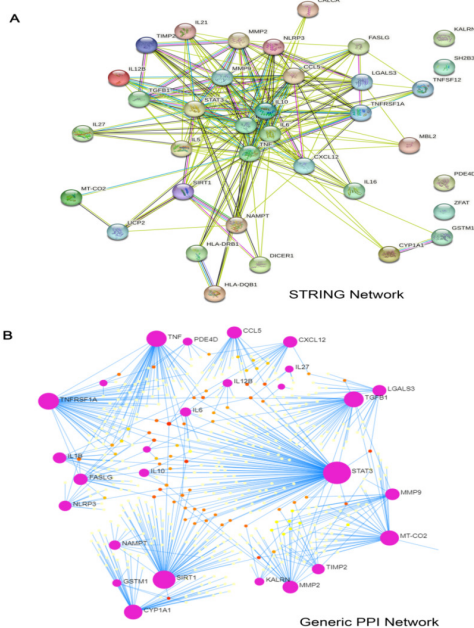 A
CALCA
IL21
TIMP2
MMP2
NLRP3
KALRN
FASLG
SH2B3
IL12B
MMP9
CCL5
LGALS3
TNFSF12
TGFB1
STAT3
IL10
TNFRSF1A
IL27
IL6
IL5
TNF
MBL2
CXCL12
SIRT1
IL16
PDE4D
MT-CO2
ZFAT
UCP2
NAMPT
GSTM1
HLA-DRB1
CYP1A1
DICER1
HLA-DQB1
STRING Network
B
TNF
PDE4D
CCL5
CXCL12
IL27
IL12B
LGALS3
TNFRSF1A
TGFB1
IL6
IL1B
STAT3
FASLG
IL10
MMP9
NLRP3
MT-CO2
NAMPT
TIMP2
SIRT1
GSTM1
KALRN
MMP2
CYP1A1
Generic PPI Network